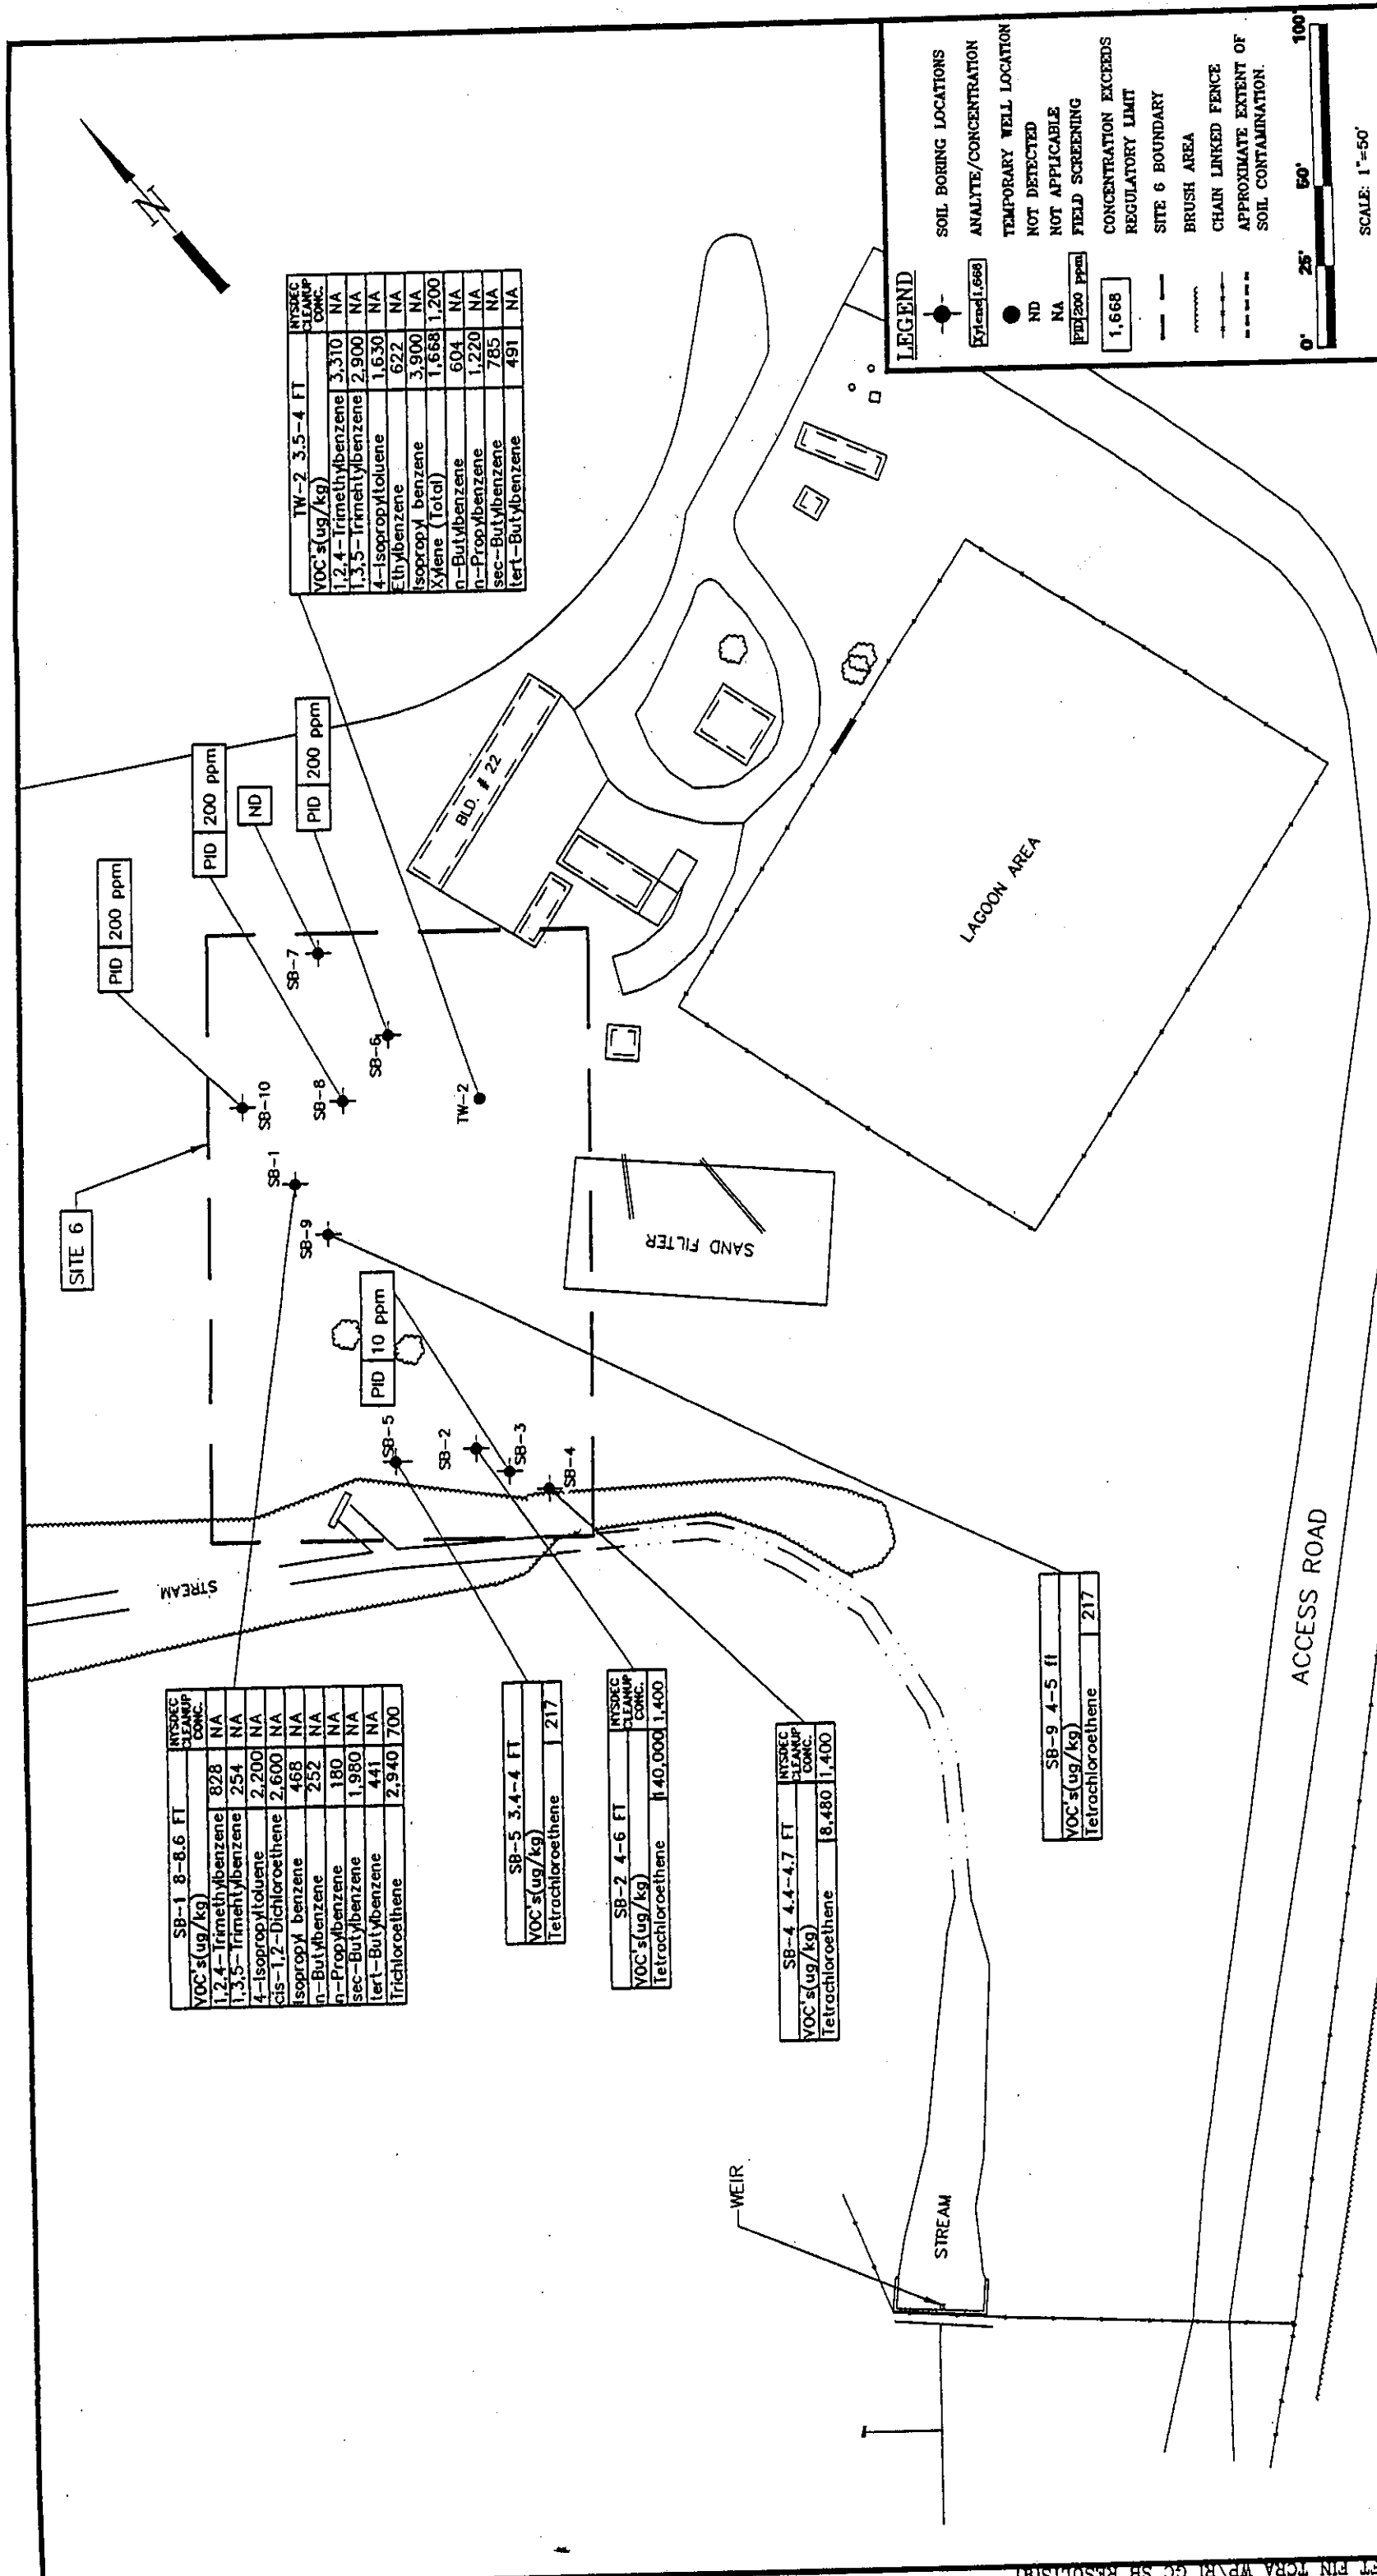 SITE 6
PID 200 ppm
PID 200 ppm
ND
PID 200 ppm
TW-2 3.5-4 FT
VOC's(ug/kg) NYSDEC CLEANUP CONC.
1,2,4-Trimethylbenzene 3,310 NA
1,3,5-Trimehtylbenzene 2,900 NA
4-Isopropyltoluene 1,630 NA
Ethylbenzene 622 NA
Isopropyl benzene 3,900 NA
Xylene (Total) 1,668 1,200
n-Butylbenzene 604 NA
n-Propylbenzene 1,220 NA
sec-Butylbenzene 785 NA
tert-Butylbenzene 491 NA
N
SB-1 8-8.6 FT
VOC's(ug/kg) NYSDEC CLEANUP CONC.
1,2,4-Trimethylbenzene 828 NA
1,3,5-Trimehtylbenzene 254 NA
4-Isopropyltoluene 2,200 NA
cis-1,2-Dichloroethene 2,600 NA
Isopropyl benzene 468 NA
n-Butylbenzene 252 NA
n-Propylbenzene 180 NA
sec-Butylbenzene 1,980 NA
tert-Butylbenzene 441 NA
Trichloroethene 2,940 700
STREAM
SB-10
SB-1
SB-8
SB-7
SB-9
SB-6
PID 10 ppm
SB-5
SB-2
SB-3
SB-4
TW-2
BLD. # 22
SB-5 3.4-4 FT
VOC's(ug/kg)
Tetrachloroethene 217
SB-2 4-6 FT
VOC's(ug/kg) NYSDEC CLEANUP CONC.
Tetrachloroethene 140,000 1,400
SAND FILTER
SB-4 4.4-4.7 FT
VOC's(ug/kg) NYSDEC CLEANUP CONC.
Tetrachloroethene 8,480 1,400
WEIR
STREAM
LAGOON AREA
SB-9 4-5 ft
VOC's(ug/kg)
Tetrachloroethene 217
ACCESS ROAD
LEGEND
SOIL BORING LOCATIONS
Xylene 1,668 ANALYTE/CONCENTRATION
TEMPORARY WELL LOCATION
ND NOT DETECTED
NA NOT APPLICABLE
PID 200 ppm FIELD SCREENING
1,668 CONCENTRATION EXCEEDS
REGULATORY LIMIT
SITE 6 BOUNDARY
BRUSH AREA
CHAIN LINKED FENCE
APPROXIMATE EXTENT OF
SOIL CONTAMINATION.
0' 25' 50' 100'
SCALE: 1"=50'